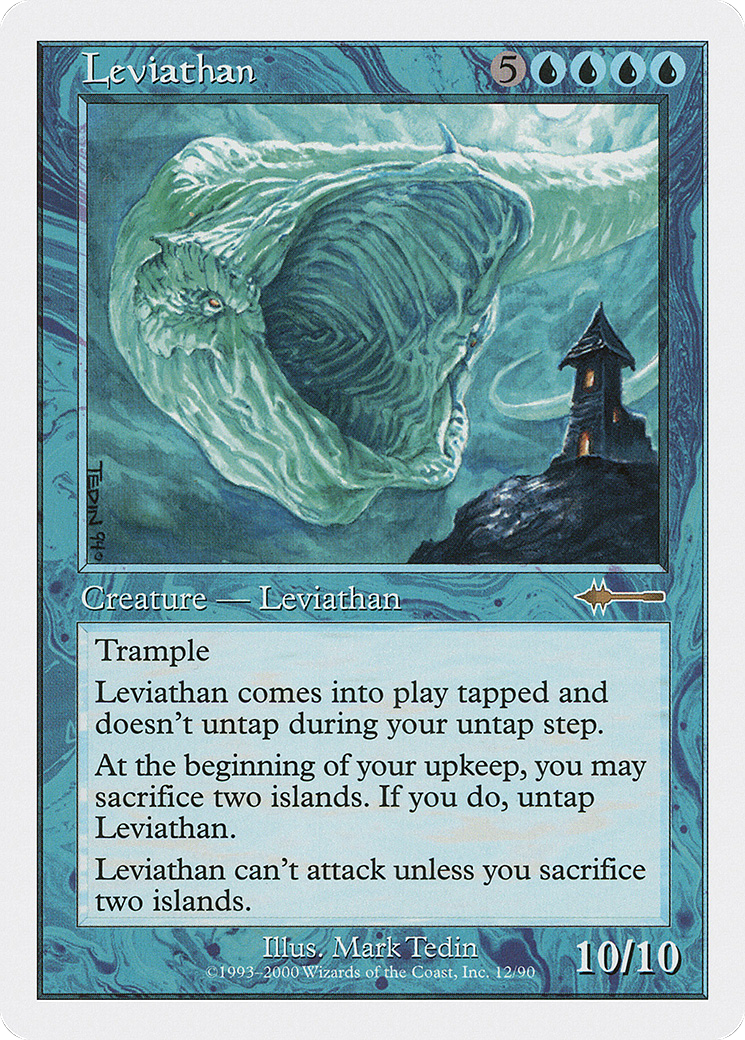 Leviathan 5
TEDIN 94©
Creature — Leviathan
Trample
Leviathan comes into play tapped and
doesn't untap during your untap step.
At the beginning of your upkeep, you may
sacrifice two islands. If you do, untap
Leviathan.
Leviathan can't attack unless you sacrifice
two islands.
Illus. Mark Tedin
10/10
©1993–2000 Wizards of the Coast, Inc. 12/90